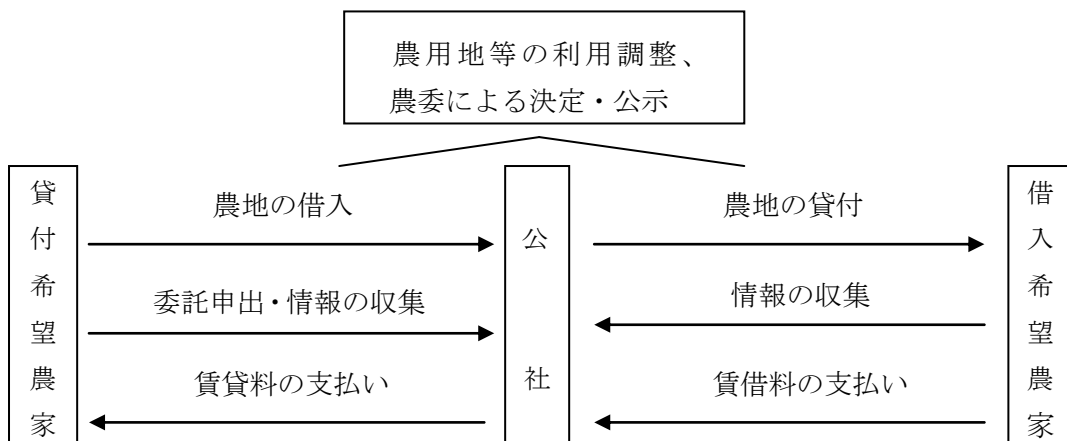 農用地等の利用調整、
農委による決定・公示
貸付希望農家
農地の借入
委託申出・情報の収集
賃貸料の支払い
公社
農地の貸付
情報の収集
賃借料の支払い
借入希望農家